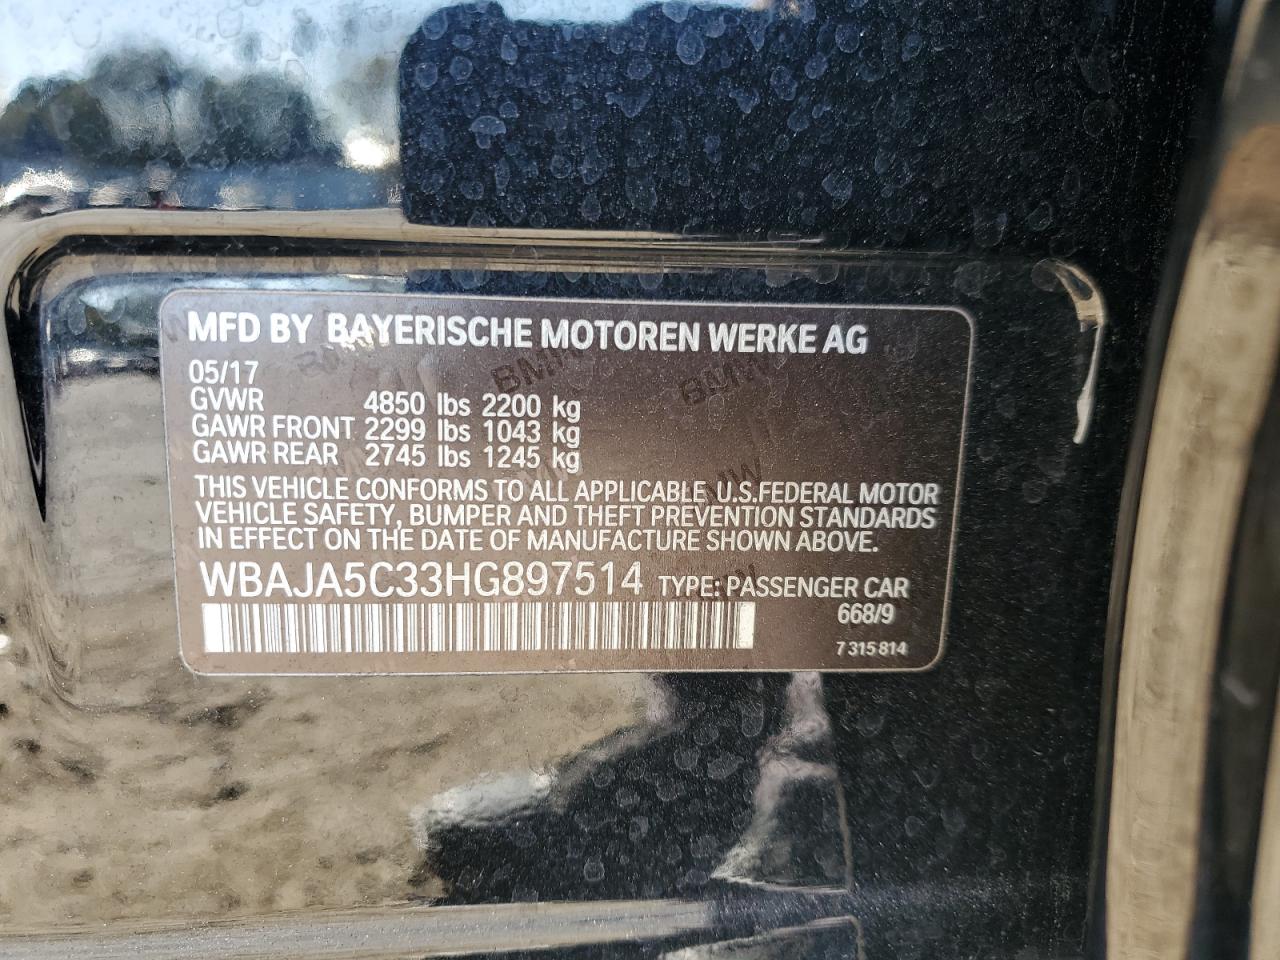 MFD BY BAYERISCHE MOTOREN WERKE AG
05/17
GVWR 4850 lbs 2200 kg
GAWR FRONT 2299 lbs 1043 kg
GAWR REAR 2745 lbs 1245 kg
THIS VEHICLE CONFORMS TO ALL APPLICABLE U.S.FEDERAL MOTOR
VEHICLE SAFETY, BUMPER AND THEFT PREVENTION STANDARDS
IN EFFECT ON THE DATE OF MANUFACTURE SHOWN ABOVE.
WBAJA5C33HG897514 TYPE: PASSENGER CAR
668/9
7 315 814
BMW
BMW
BMW